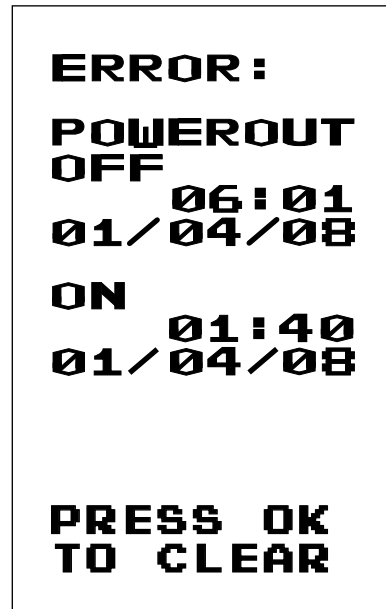 ERROR:
POWEROUT
OFF
06:01
01/04/08
ON
01:40
01/04/08
PRESS OK
TO CLEAR